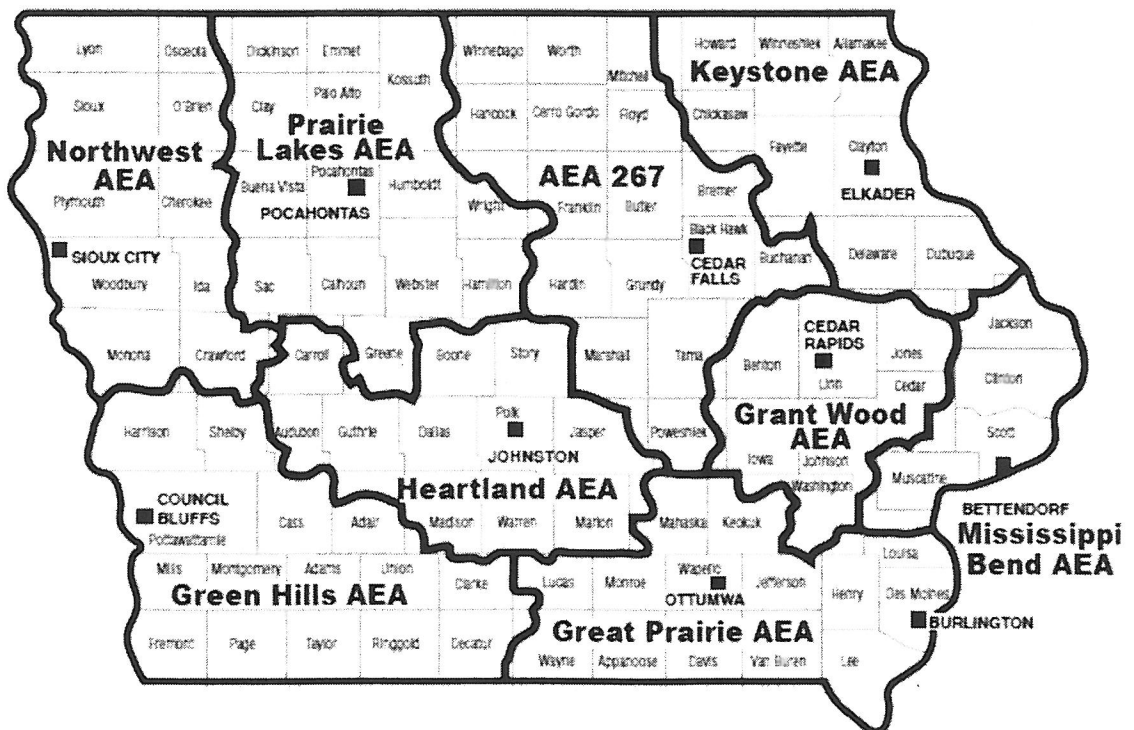 Lyon
Osceola
Dickinson
Emmet
Kossuth
Winnebago
Worth
Mitchell
Howard
Winneshiek
Allamakee
Keystone AEA
Sioux
O'Brien
Clay
Palo Alto
Hancock
Cerro Gordo
Floyd
Chickasaw
Northwest
AEA
Prairie
Lakes AEA
AEA 267
Fayette
Clayton
ELKADER
Plymouth
Cherokee
Buena Vista
Pocahontas
POCAHONTAS
Humboldt
Wright
Franklin
Butler
Bremer
Black Hawk
CEDAR
FALLS
Buchanan
Delaware
Dubuque
SIOUX CITY
Woodbury
Ida
Sac
Calhoun
Webster
Hamilton
Hardin
Grundy
Monona
Crawford
Carroll
Greene
Boone
Story
Marshall
Tama
Benton
CEDAR
RAPIDS
Linn
Jones
Cedar
Jackson
Clinton
Scott
Grant Wood
AEA
Harrison
Shelby
Audubon
Guthrie
Dallas
Polk
JOHNSTON
Jasper
Poweshiek
Iowa
Johnson
Washington
Muscatine
Heartland AEA
BETTENDORF
Mississippi
Bend AEA
COUNCIL
BLUFFS
Pottawattamie
Cass
Adair
Madison
Warren
Marion
Mahaska
Keokuk
Louisa
Mills
Montgomery
Adams
Union
Clarke
Green Hills AEA
Lucas
Monroe
Wapello
OTTUMWA
Jefferson
Henry
Des Moines
BURLINGTON
Great Prairie AEA
Fremont
Page
Taylor
Ringgold
Decatur
Wayne
Appanoose
Davis
Van Buren
Lee